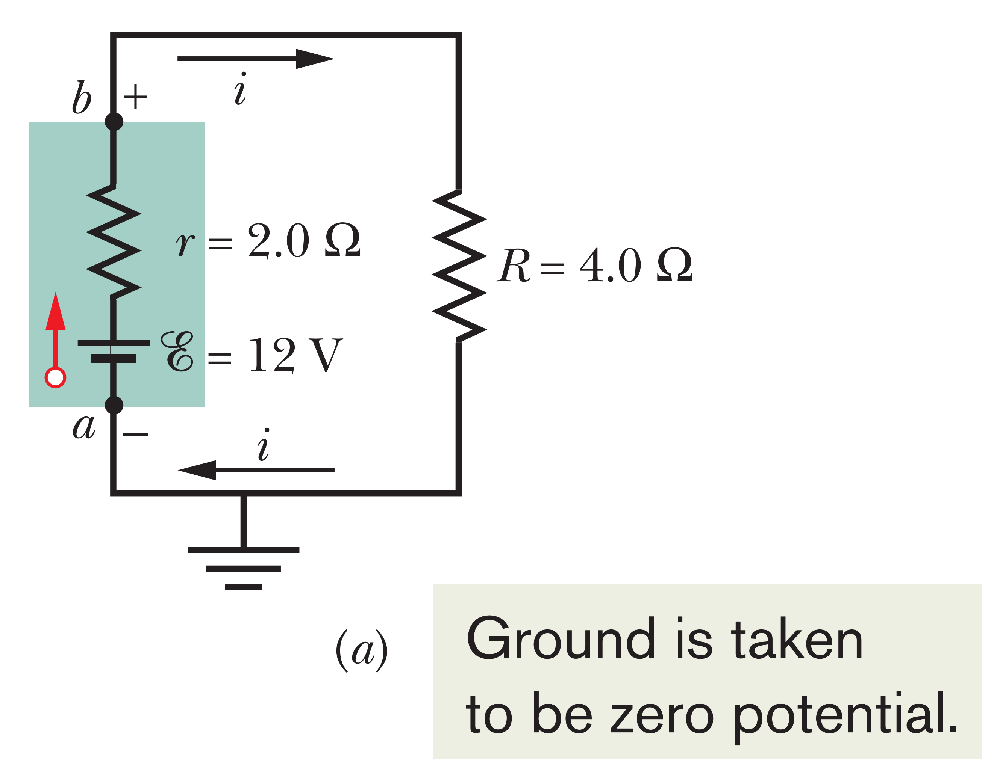 i
b +
r = 2.0 Ω
R = 4.0 Ω
ℰ = 12 V
a –
i
(a)
Ground is taken
to be zero potential.